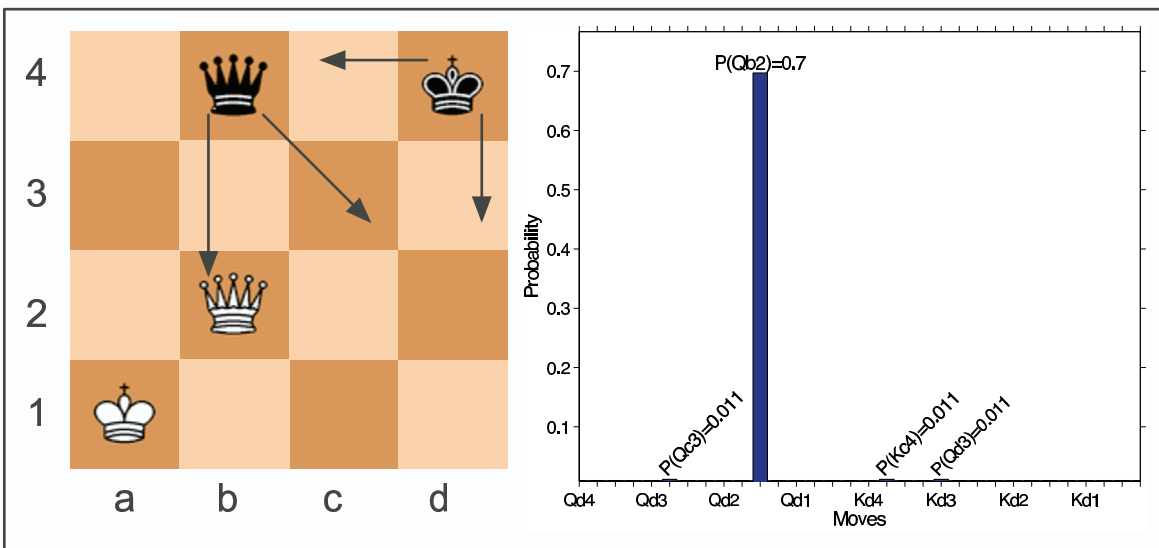 4
3
2
1
a b c d
Probability
0.7
0.6
0.5
0.4
0.3
0.2
0.1
P(Qb2)=0.7
P(Qc3)=0.011
P(Kc4)=0.011
P(Qd3)=0.011
Qd4 Qd3 Qd2 Qd1 Kd4 Kd3 Kd2 Kd1
Moves